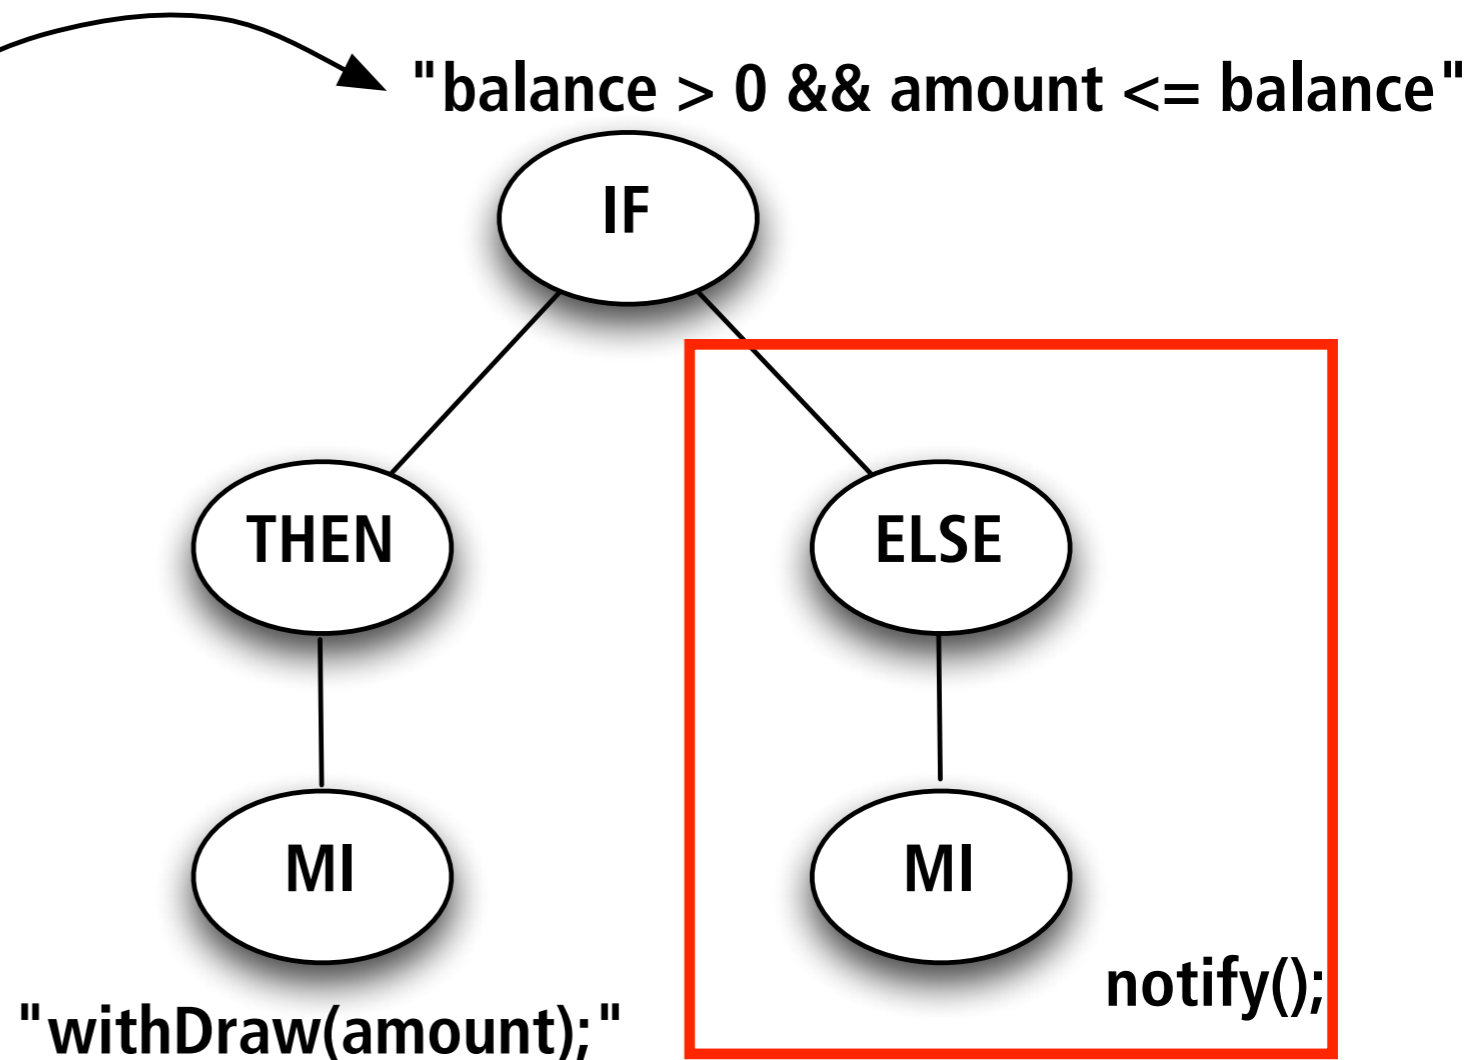 "balance > 0 && amount <= balance"
IF
THEN
ELSE
MI
MI
notify();
"withDraw(amount);"